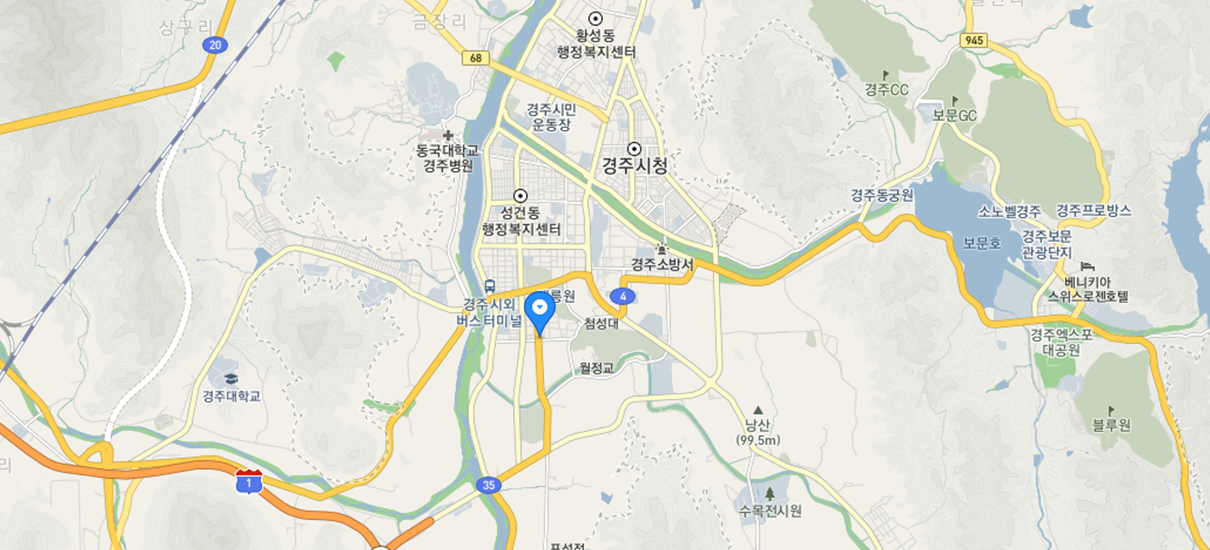 상구리
금장리
20
68
황성동
행정복지센터
945
경주CC
보문GC
경주시민
운동장
동국대학교
경주병원
경주시청
성건동
행정복지센터
경주동궁원
소노벨경주
경주프로방스
보문호
경주보문
관광단지
경주소방서
베니키아
스위스로젠호텔
경주시외
버스터미널
4
첨성대
경주엑스포
대공원
월정교
경주대학교
낭산
(99.5m)
블루원
1
35
수목전시원